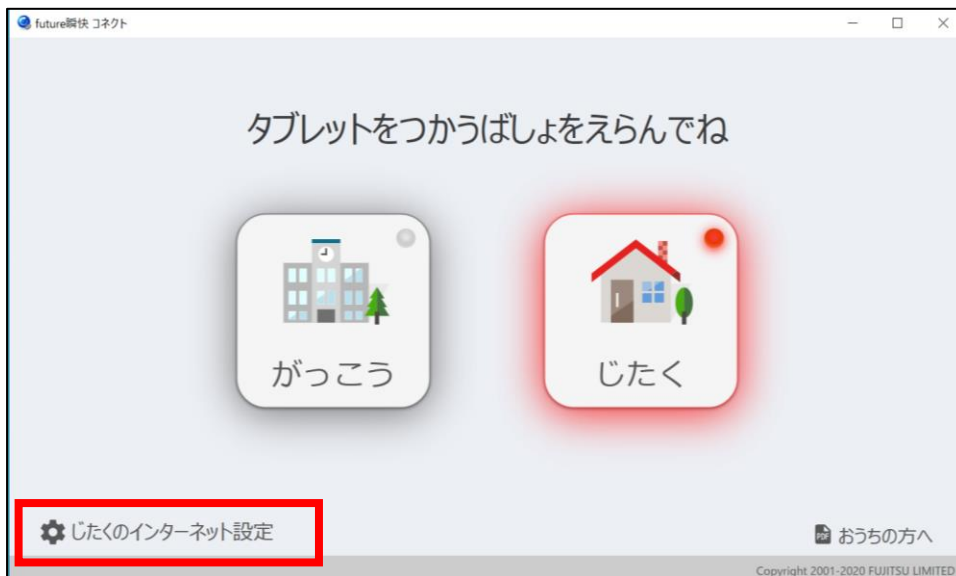 future瞬快 コネクト
タブレットをつかうばしょをえらんでね
がっこう
じたく
じたくのインターネット設定
PDF おうちの方へ
Copyright 2001-2020 FUJITSU LIMITED